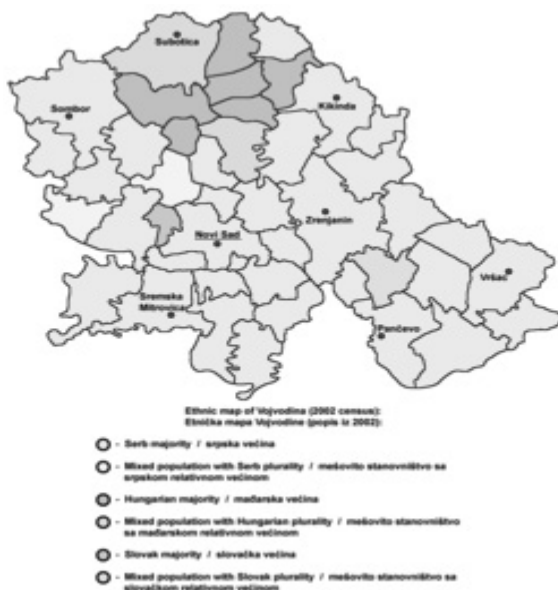 Subotica
Sombor
Kikinda
Zrenjanin
Novi Sad
Vršac
Sremska
Mitrovica
Pančevo
Ethnic map of Vojvodina (2002 census):
Etnička mapa Vojvodine (popis iz 2002):
- Serb majority / srpska većina
- Mixed population with Serb plurality / mešovito stanovništvo sa
srpskom relativnom većinom
- Hungarian majority / mađarska većina
- Mixed population with Hungarian plurality / mešovito stanovništvo
sa mađarskom relativnom većinom
- Slovak majority / slovačka većina
- Mixed population with Slovak plurality / mešovito stanovništvo sa
slovačkom relativnom većinom